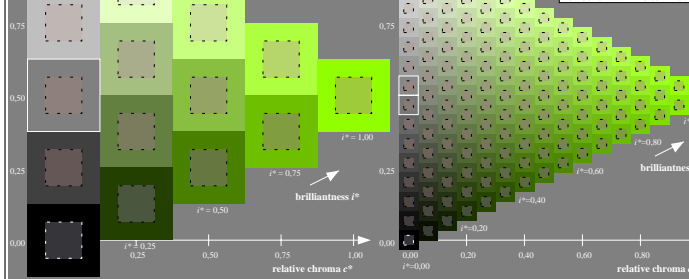 0,75
0,50
0,25
0,00
i* = 1,00
i* = 0,75
brilliantness i*
i* = 0,50
i* = 0,25
0,25
0,50
0,75
1,00
relative chroma c*
0,75
0,50
0,25
0,00
i*=0,80
brilliantness i*
i*=0,60
i*=0,40
i*=0,20
0,00
0,20
0,40
0,60
0,80
i*=0,00
relative chroma c